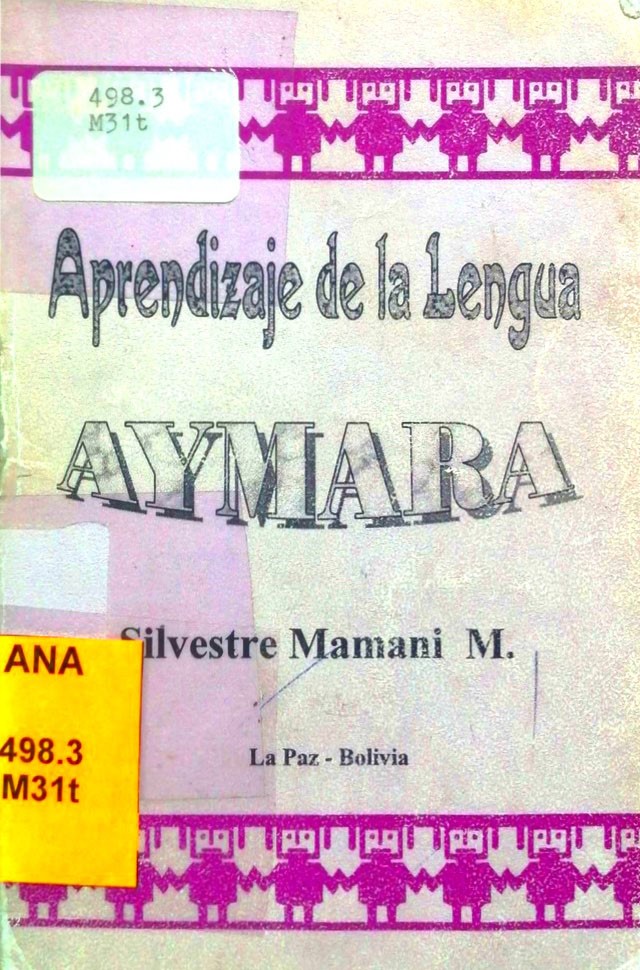 498.3
M31t
Aprendizaje de la Lengua
AYMARA
Silvestre Mamani M.
ANA
498.3
M31t
La Paz - Bolivia